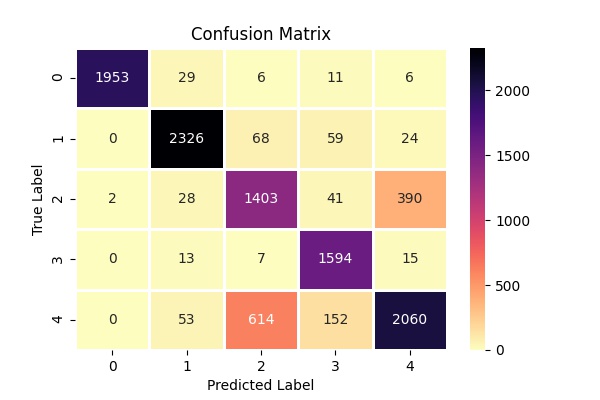 Confusion Matrix
0 1953 29 6 11 6
1 0 2326 68 59 24
2 2 28 1403 41 390
3 0 13 7 1594 15
4 0 53 614 152 2060
0 1 2 3 4
Predicted Label
True Label
2000
1500
1000
500
0